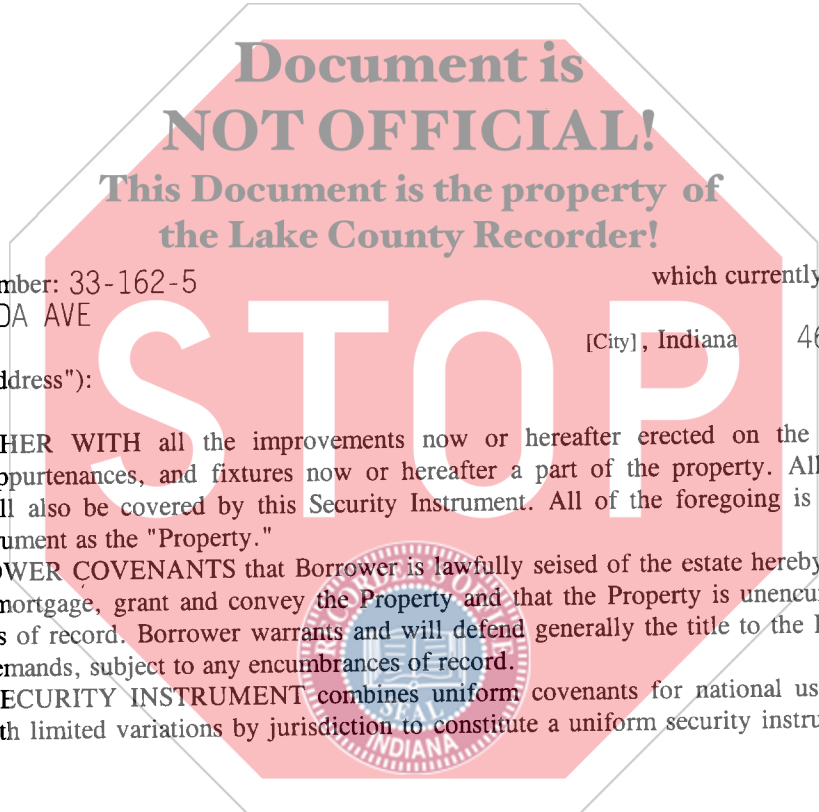 Document is
NOT OFFICIAL!
This Document is the property of
the Lake County Recorder!
mber: 33-162-5 which currently
DA AVE
[City], Indiana 46
ddress"):
STOP
HER WITH all the improvements now or hereafter erected on the
ppurtenances, and fixtures now or hereafter a part of the property. All
ll also be covered by this Security Instrument. All of the foregoing is
ument as the "Property."
OWER COVENANTS that Borrower is lawfully seised of the estate hereby
mortgage, grant and convey the Property and that the Property is unencu
s of record. Borrower warrants and will defend generally the title to the
emands, subject to any encumbrances of record.
ECURITY INSTRUMENT combines uniform covenants for national us
th limited variations by jurisdiction to constitute a uniform security instru
RECORDER'S OFFICE
SEAL
INDIANA